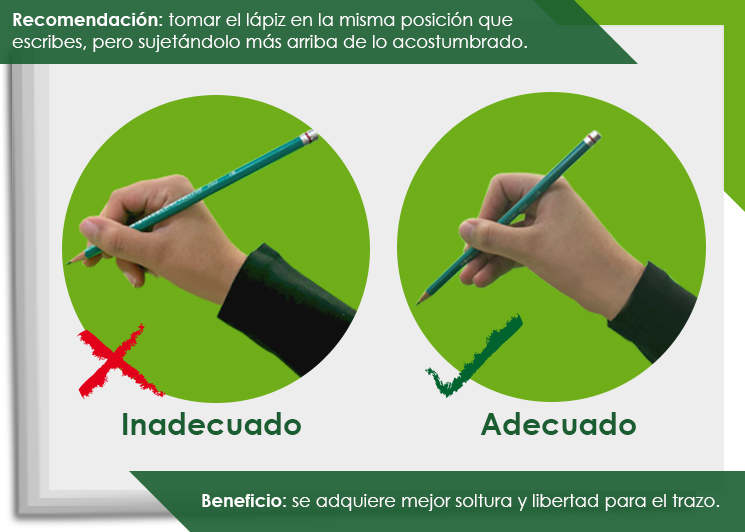 Recomendación: tomar el lápiz en la misma posición que
escribes, pero sujetándolo más arriba de lo acostumbrado.
Inadecuado
Adecuado
Beneficio: se adquiere mejor soltura y libertad para el trazo.